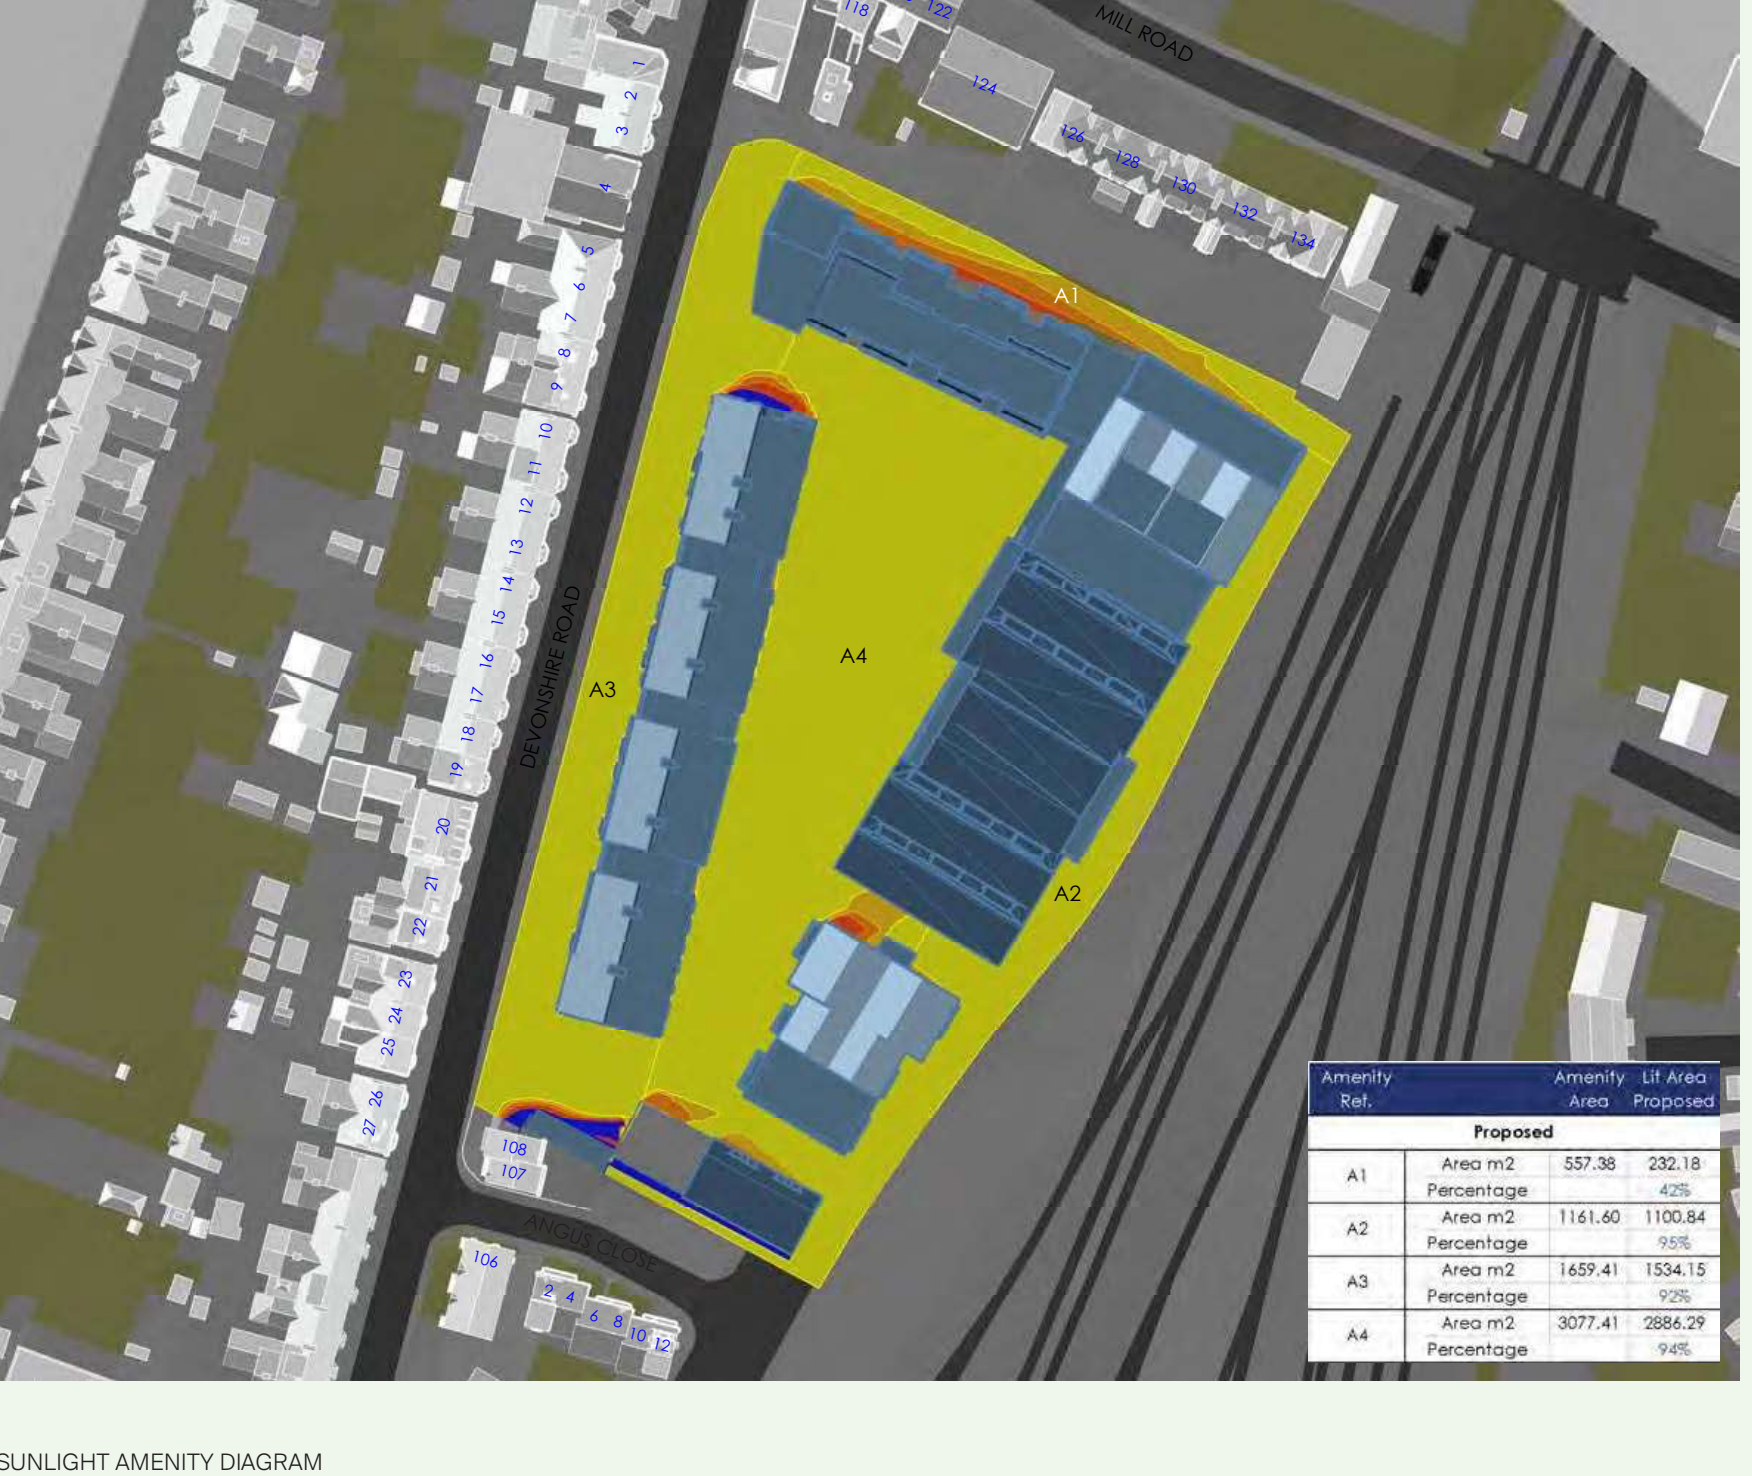 118
122
MILL ROAD
124
126
128
130
132
134
1
2
3
4
5
6
7
8
9
10
11
12
13
14
15
16
17
18
19
20
21
22
23
24
25
26
27
DEVONSHIRE ROAD
A1
A3
A4
A2
108
107
ANGUS CLOSE
106
2
4
6
8
10
12
Amenity Ref. Amenity Area Lit Area Proposed
Proposed
A1 Area m2 557.38 232.18
Percentage 42%
A2 Area m2 1161.60 1100.84
Percentage 95%
A3 Area m2 1659.41 1534.15
Percentage 92%
A4 Area m2 3077.41 2886.29
Percentage 94%
SUNLIGHT AMENITY DIAGRAM